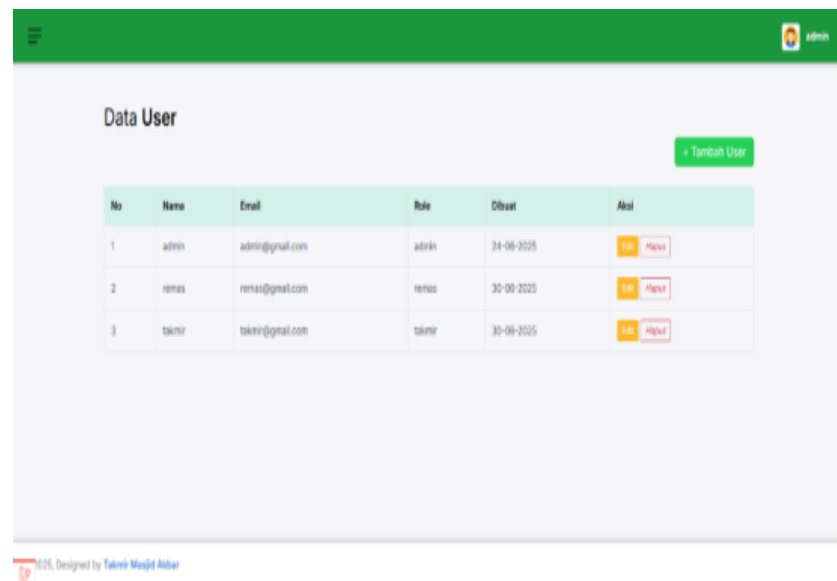 admin
Data User
+ Tambah User
No Name Email Role Dibuat Aksi
1 admin admin@gmail.com admin 24-06-2025 Edit Hapus
2 remas remas@gmail.com remas 30-06-2025 Edit Hapus
3 takmir takmir@gmail.com takmir 30-06-2025 Edit Hapus
2025, Designed by Takmir Masjid Akbar